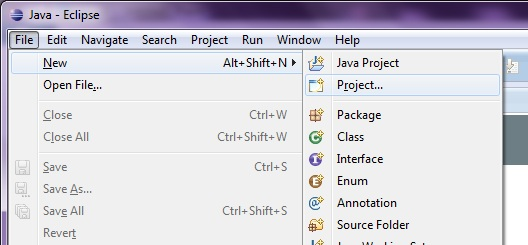 Java - Eclipse
File Edit Navigate Search Project Run Window Help
New Alt+Shift+N
Open File...
Close Ctrl+W
Close All Ctrl+Shift+W
Save Ctrl+S
Save As...
Save All Ctrl+Shift+S
Revert
Java Project
Project...
Package
Class
Interface
Enum
Annotation
Source Folder